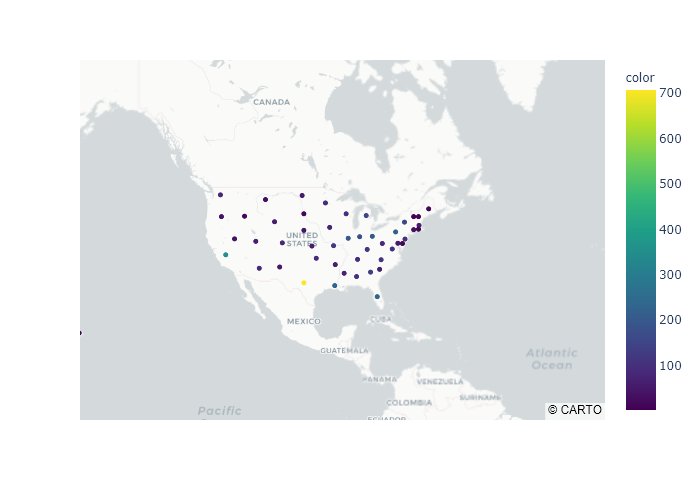 color
700
600
500
400
300
200
100
CANADA
UNITED
STATES
MEXICO
CUBA
GUATEMALA
PANAMA
VENEZUELA
COLOMBIA
SURINAME
ECUADOR
Atlantic
Ocean
Pacific
© CARTO